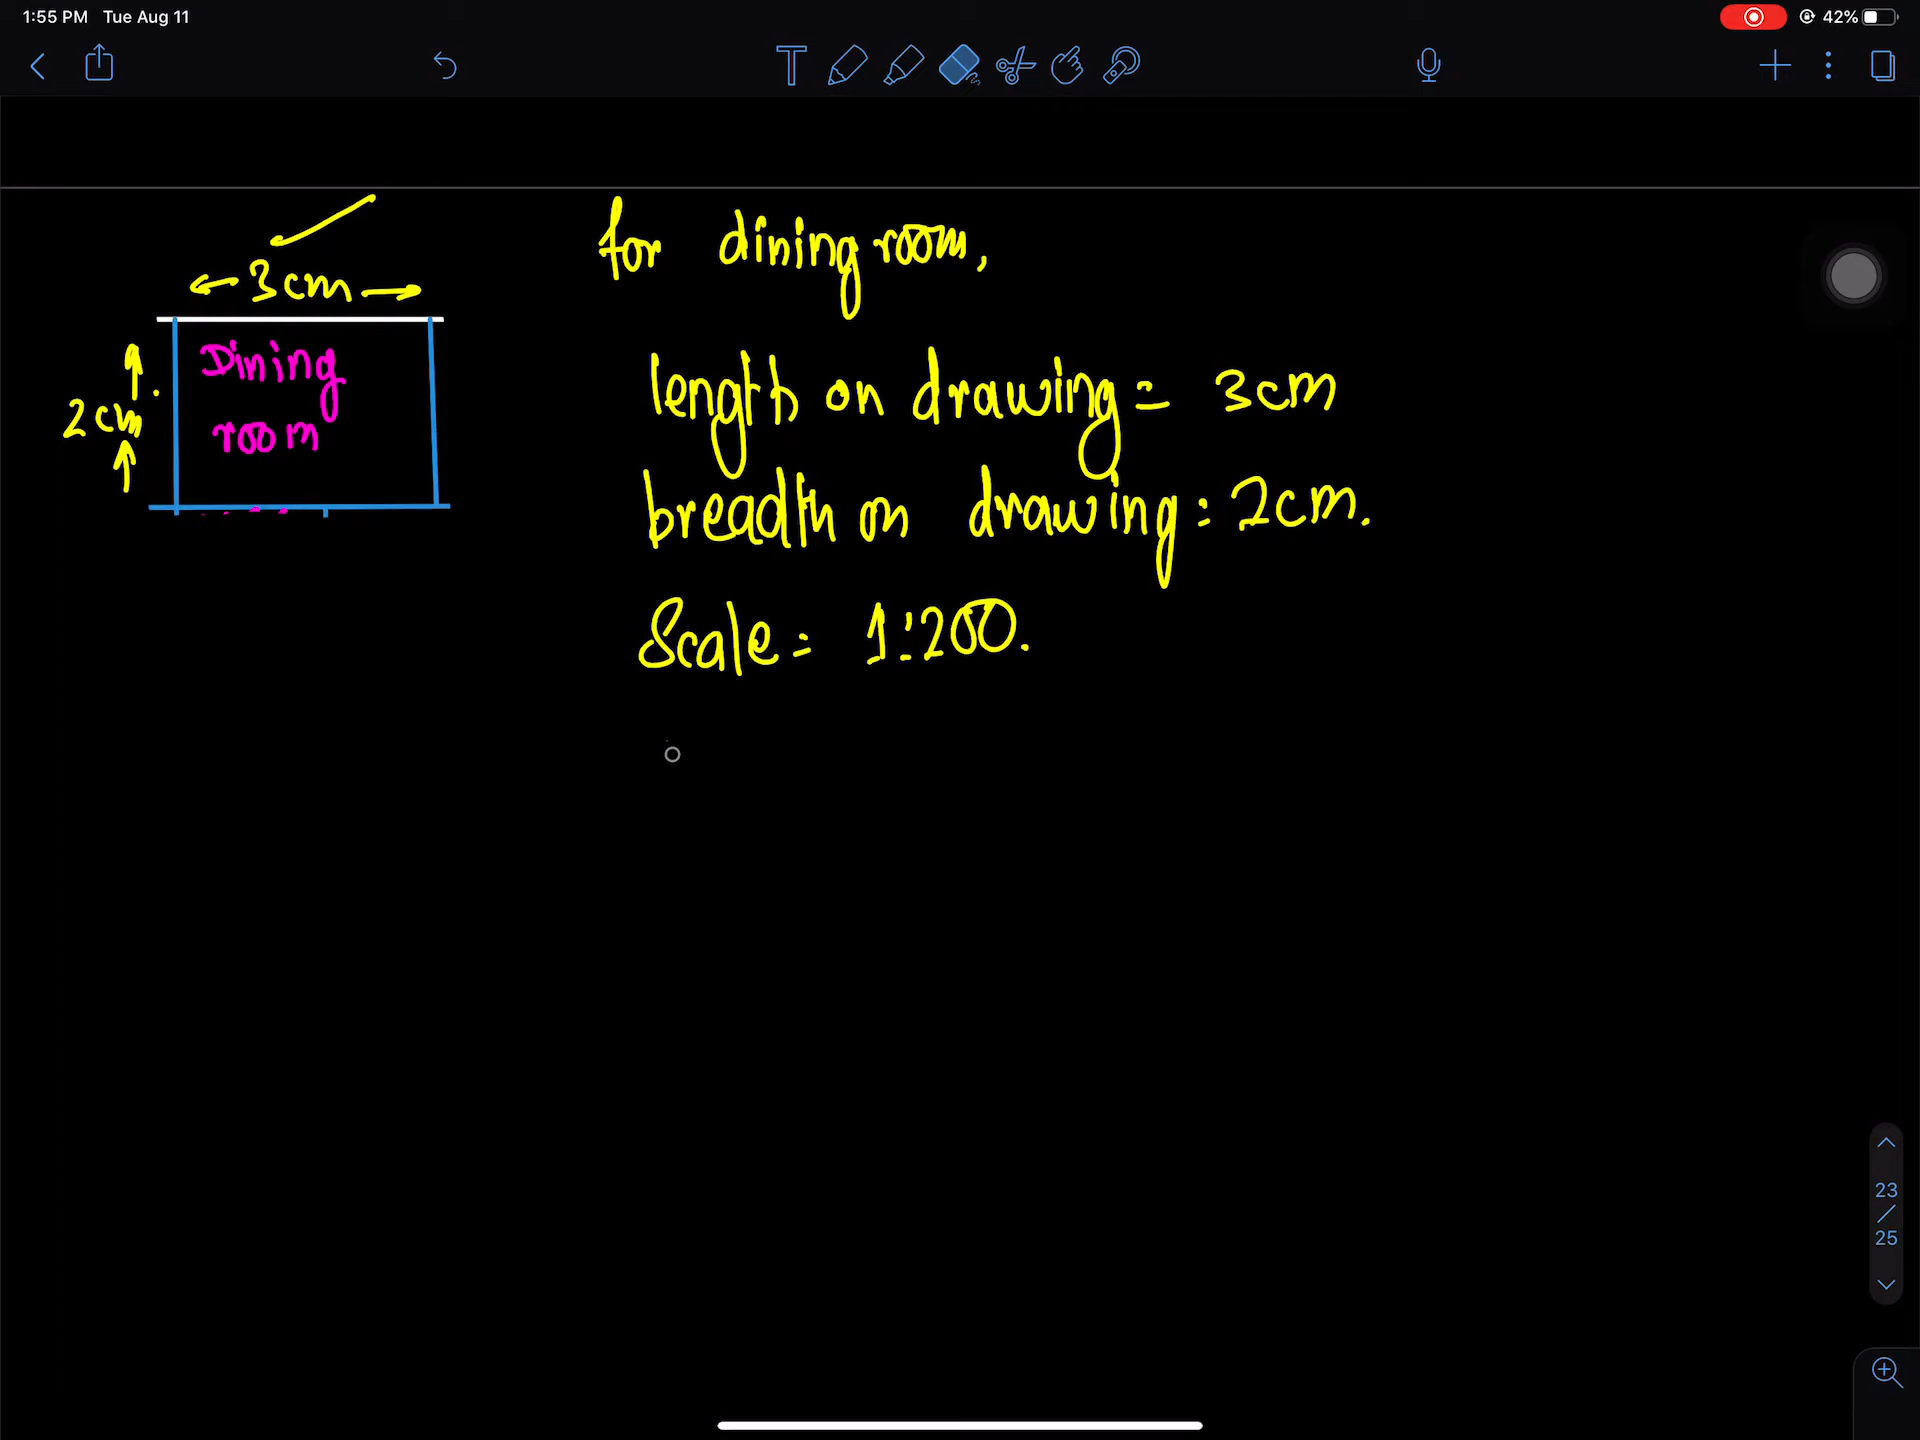 1:55 PM Tue Aug 11
42%
T
for dining room,
3cm
Dining
room
2cm
length on drawing = 3cm
breadth on drawing : 2cm.
Scale = 1:200.
23
/
25